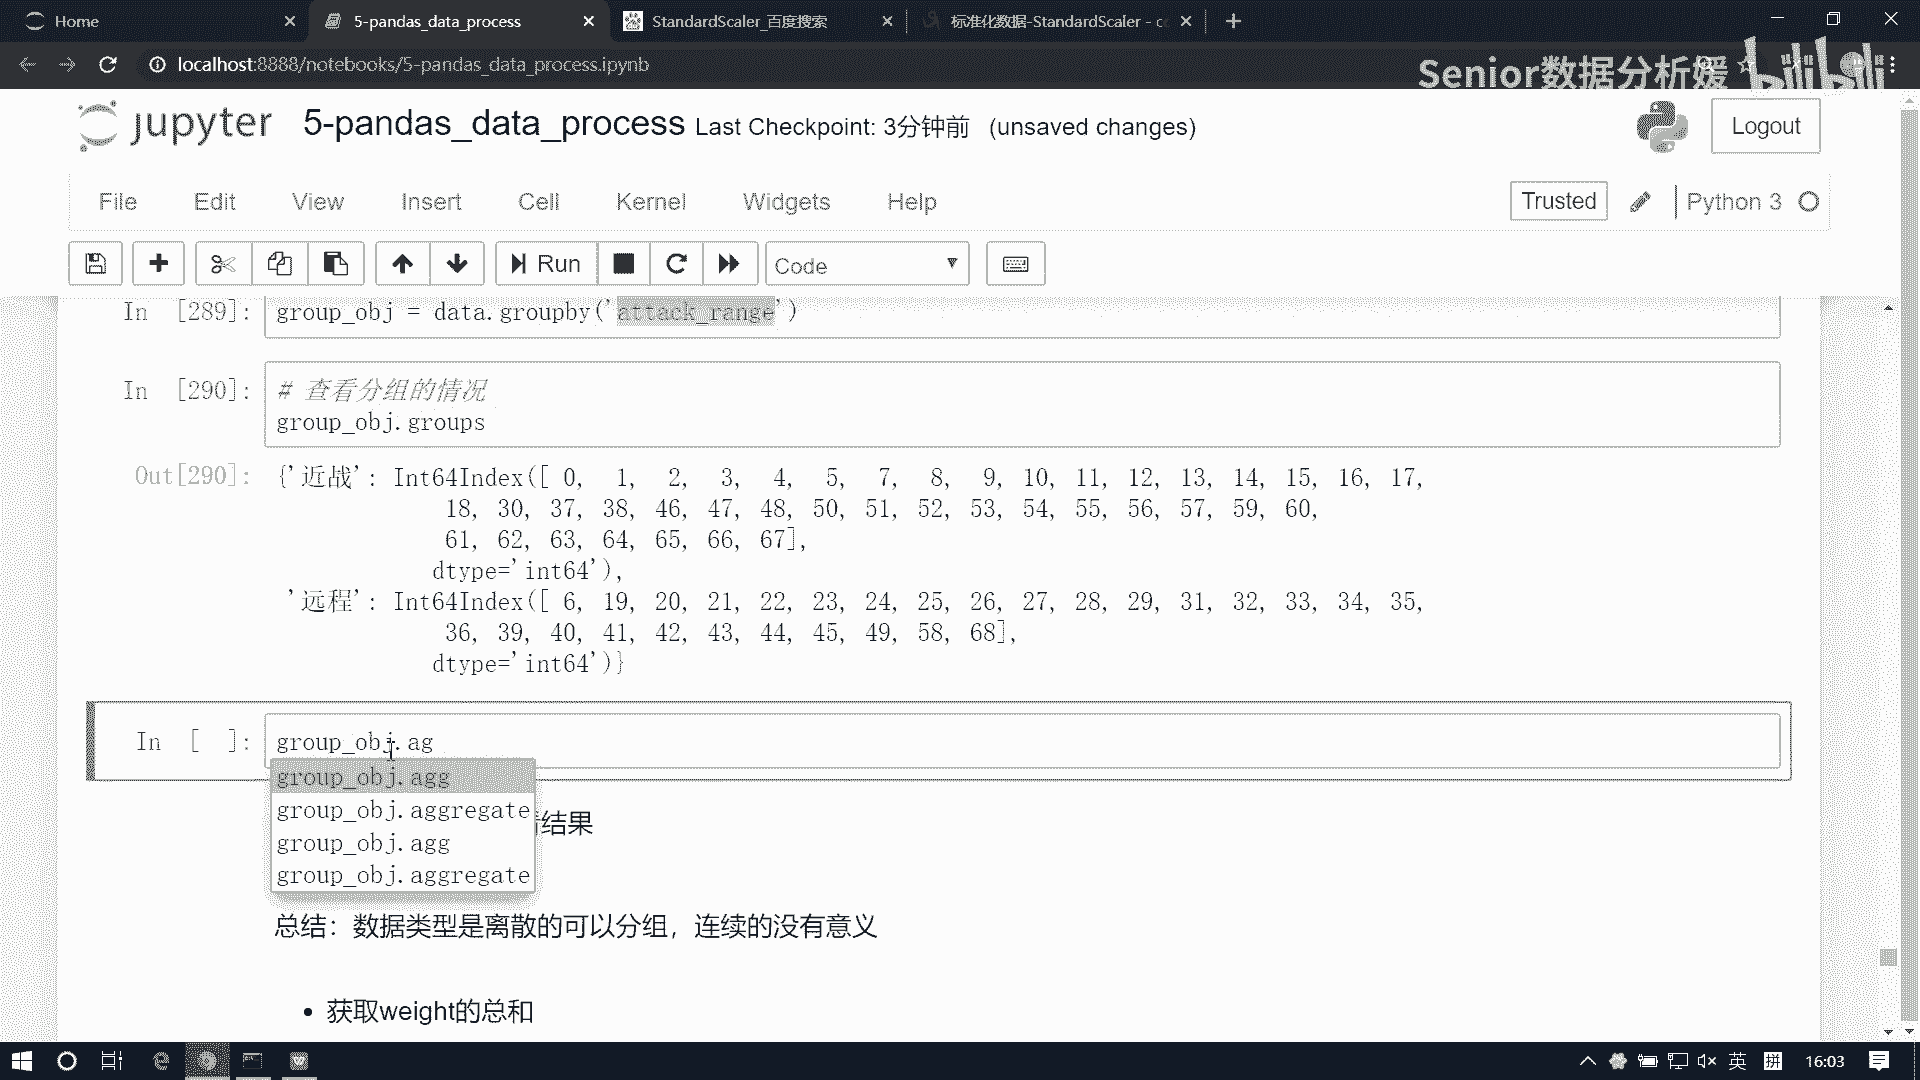 Home
5-pandas_data_process
StandardScaler_百度搜索
标准化数据-StandardScaler - c
localhost:8888/notebooks/5-pandas_data_process.ipynb
Senior数据分析媛 bilibili
jupyter 5-pandas_data_process Last Checkpoint: 3分钟前 (unsaved changes)
Logout
File Edit View Insert Cell Kernel Widgets Help
Trusted Python 3
Run Code
In [289]: group_obj = data.groupby('attack_range')
In [290]: # 查看分组的情况
group_obj.groups
Out[290]: {'近战': Int64Index([ 0, 1, 2, 3, 4, 5, 7, 8, 9, 10, 11, 12, 13, 14, 15, 16, 17,
18, 30, 37, 38, 46, 47, 48, 50, 51, 52, 53, 54, 55, 56, 57, 59, 60,
61, 62, 63, 64, 65, 66, 67],
dtype='int64'),
'远程': Int64Index([ 6, 19, 20, 21, 22, 23, 24, 25, 26, 27, 28, 29, 31, 32, 33, 34, 35,
36, 39, 40, 41, 42, 43, 44, 45, 49, 58, 68],
dtype='int64')}
In [ ]: group_obj.ag
group_obj.agg
group_obj.aggregate
结果
group_obj.agg
group_obj.aggregate
总结：数据类型是离散的可以分组，连续的没有意义
• 获取weight的总和
英 拼 16:03